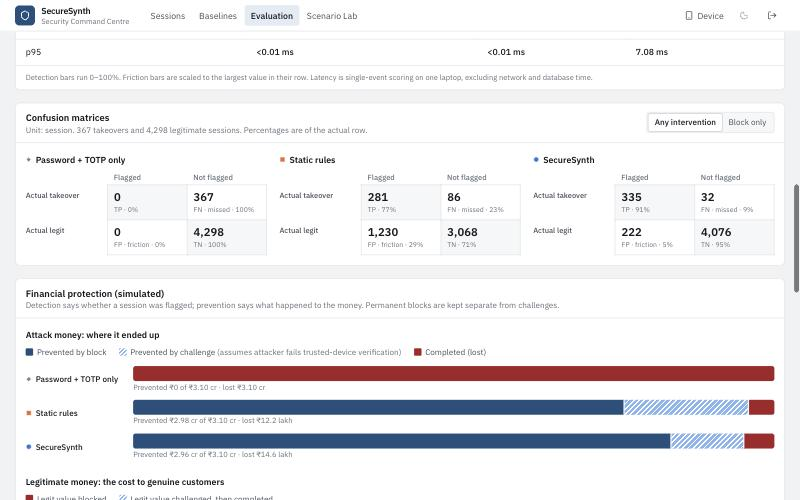 SecureSynth
Security Command Centre
Sessions Baselines Evaluation Scenario Lab
Device
p95 <0.01 ms <0.01 ms 7.08 ms
Detection bars run 0–100%. Friction bars are scaled to the largest value in their row. Latency is single-event scoring on one laptop, excluding network and database time.
Confusion matrices
Unit: session. 367 takeovers and 4,298 legitimate sessions. Percentages are of the actual row.
Any intervention Block only
Password + TOTP only
Flagged Not flagged
Actual takeover 0 367
TP · 0% FN · missed · 100%
Actual legit 0 4,298
FP · friction · 0% TN · 100%
Static rules
Flagged Not flagged
Actual takeover 281 86
TP · 77% FN · missed · 23%
Actual legit 1,230 3,068
FP · friction · 29% TN · 71%
SecureSynth
Flagged Not flagged
Actual takeover 335 32
TP · 91% FN · missed · 9%
Actual legit 222 4,076
FP · friction · 5% TN · 95%
Financial protection (simulated)
Detection says whether a session was flagged; prevention says what happened to the money. Permanent blocks are kept separate from challenges.
Attack money: where it ended up
Prevented by block Prevented by challenge (assumes attacker fails trusted-device verification) Completed (lost)
Password + TOTP only
Prevented ₹0 of ₹3.10 cr · lost ₹3.10 cr
Static rules
Prevented ₹2.98 cr of ₹3.10 cr · lost ₹12.2 lakh
SecureSynth
Prevented ₹2.96 cr of ₹3.10 cr · lost ₹14.6 lakh
Legitimate money: the cost to genuine customers
Legit value blocked Legit value challenged, then completed